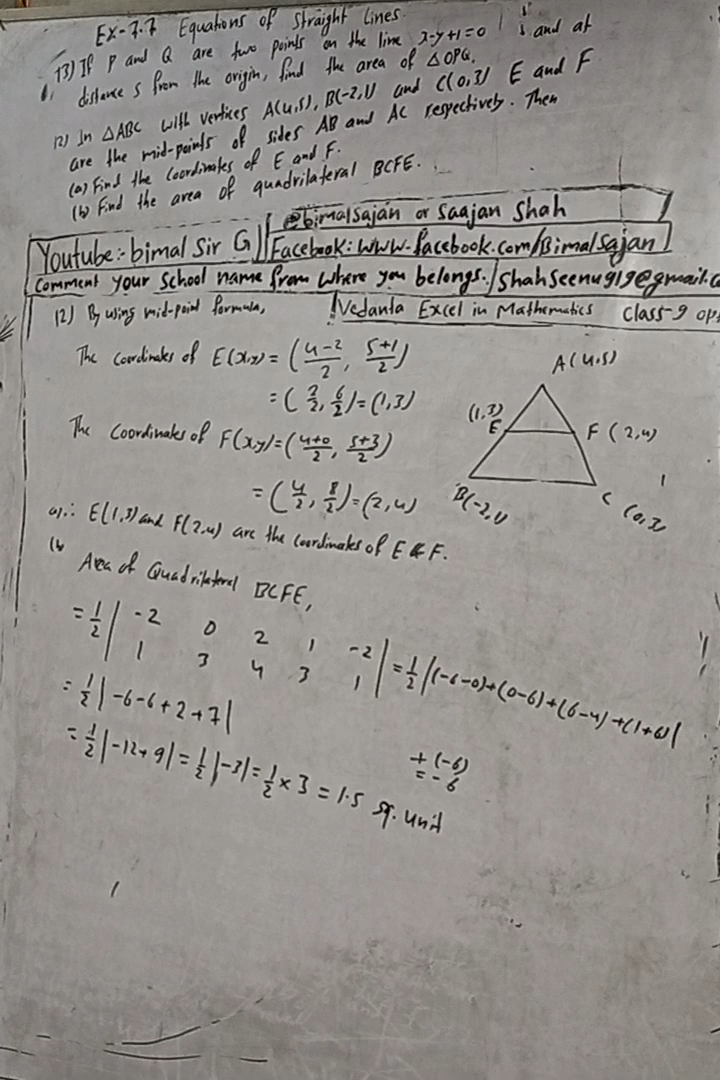 Ex-7.7 Equations of Straight Lines
13) If P and Q are two points on the line x-y+1=0 and at
distance 5 from the origin, find the area of △OPQ.
12) In △ABC with vertices A(4,5), B(-2,1) and C(0,3) E and F
are the mid-points of sides AB and AC respectively. Then
(a) Find the coordinates of E and F.
(b) Find the area of quadrilateral BCFE.
@bimalsajan or Saajan Shah
Youtube:- bimal Sir G Facebook: www.facebook.com/Bimalsajan
Comment your school name from where you belongs./Shahseenu919@gmail.c
12) By using mid-point formula, Vedanta Excel in Mathematics Class-9 opt
The coordinates of E(x,y) = (4-2/2, 5+1/2)
= (2/2, 6/2) = (1,3)
The coordinates of F(x,y) = (4+0/2, 5+3/2)
= (4/2, 8/2) = (2,4)
A(4,5)
(1,3)
E F (2,4)
B(-2,1) C (0,3)
a) ∴ E(1,3) and F(2,4) are the coordinates of E & F.
(b Area of Quadrilateral BCFE,
= 1/2 | -2 0 2 1 -2
1 3 4 3 1 | = 1/2 |(-6-0)+(0-6)+(6-4)+(1+6)|
= 1/2 |-6-6+2+7|
= 1/2 |-12+9| = 1/2 |-3| = 1/2 × 3 = 1.5 sq. unit
+ (-6)
= - 6